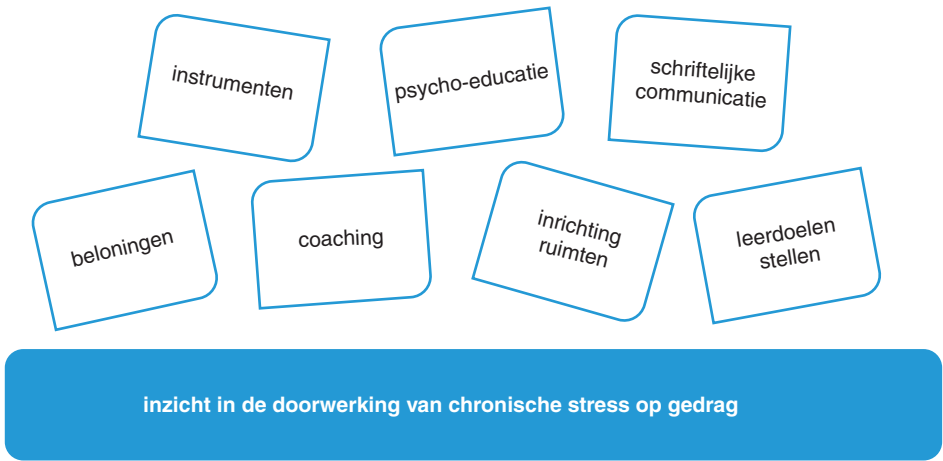 instrumenten
psycho-educatie
schriftelijke
communicatie
beloningen
coaching
inrichting
ruimten
leerdoelen
stellen
inzicht in de doorwerking van chronische stress op gedrag